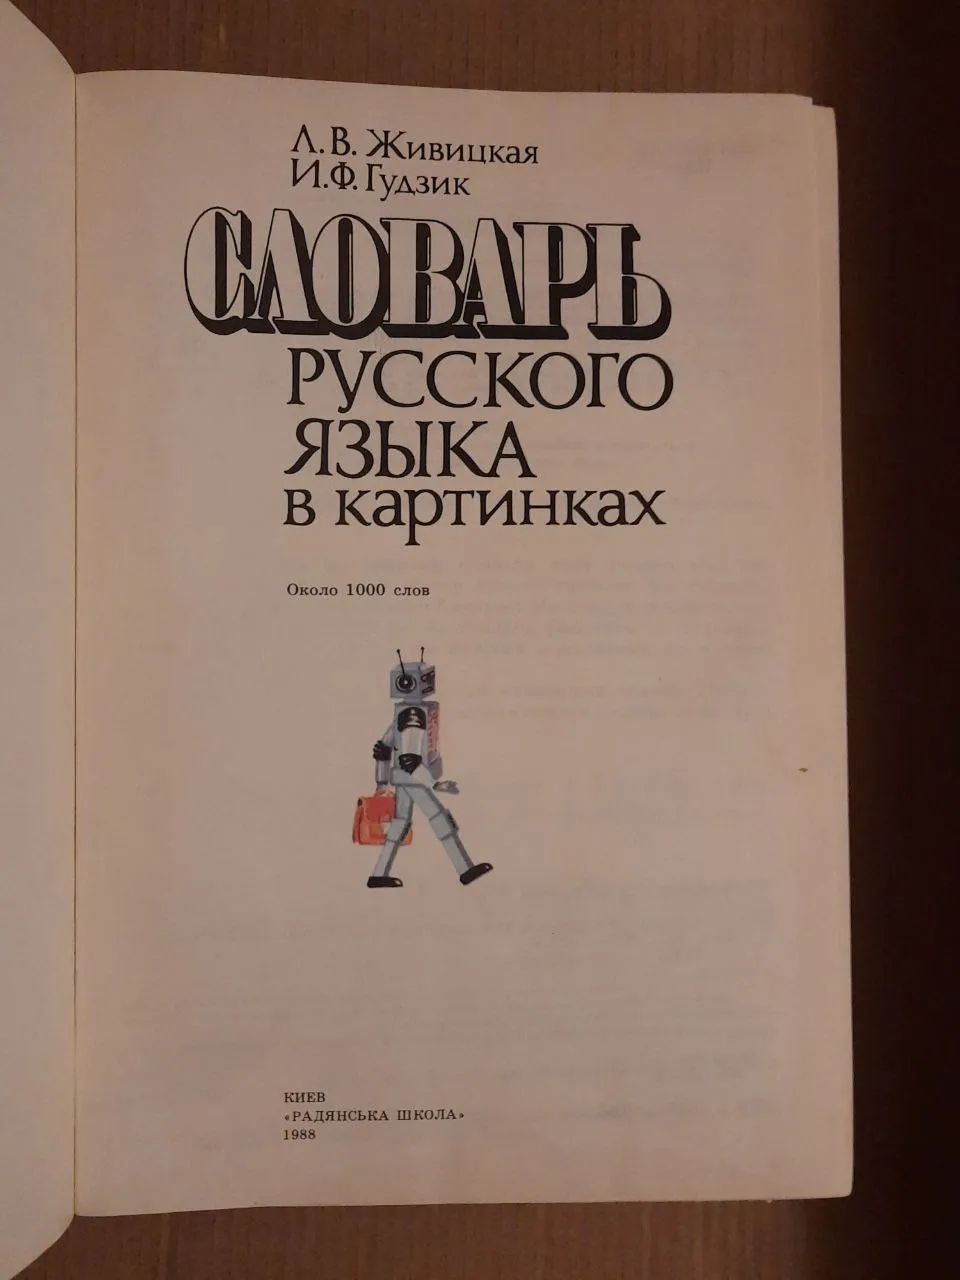 Л. В. Живицкая
И. Ф. Гудзик
СЛОВАРЬ
РУССКОГО
ЯЗЫКА
в картинках
Около 1000 слов
КИЕВ
«РАДЯНСЬКА ШКОЛА»
1988